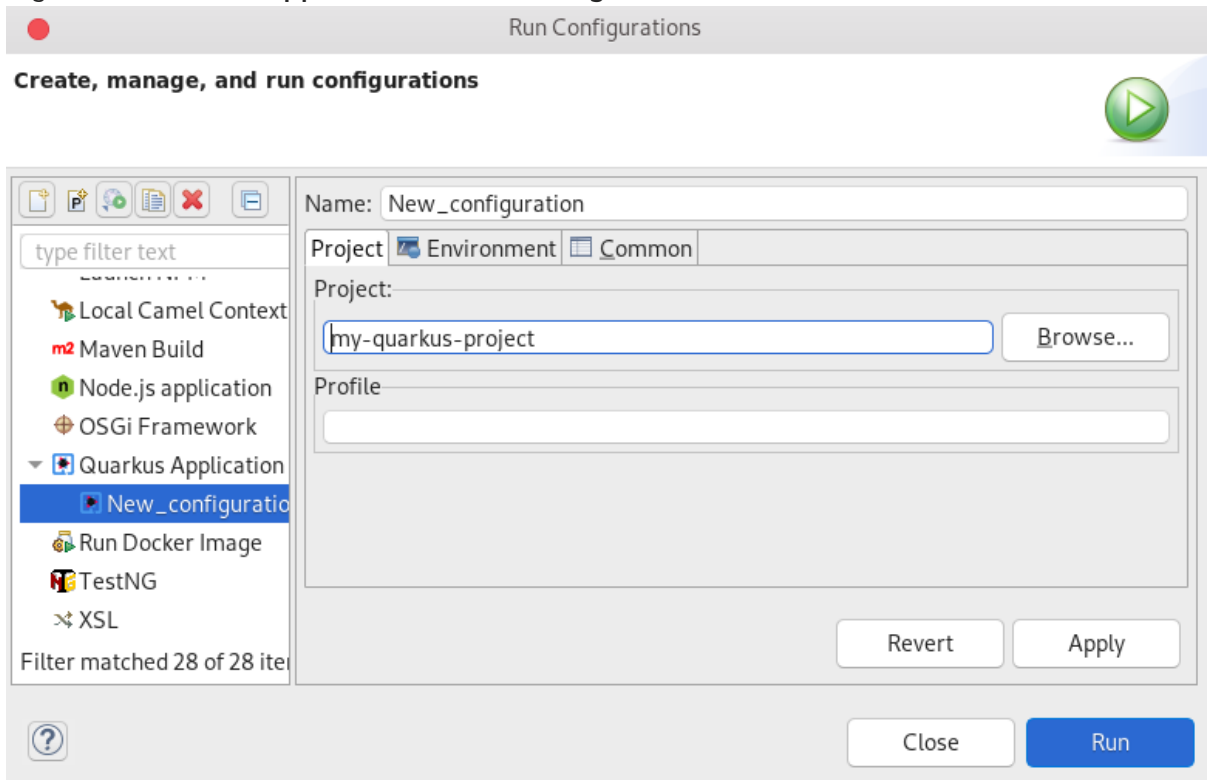 Run Configurations
Create, manage, and run configurations
Name: New_configuration
type filter text
Project Environment Common
Project:
my-quarkus-project Browse...
Profile
Local Camel Context
m2 Maven Build
Node.js application
OSGi Framework
Quarkus Application
New_configuratio
Run Docker Image
TestNG
XSL
Filter matched 28 of 28 iter
Revert Apply
Close Run